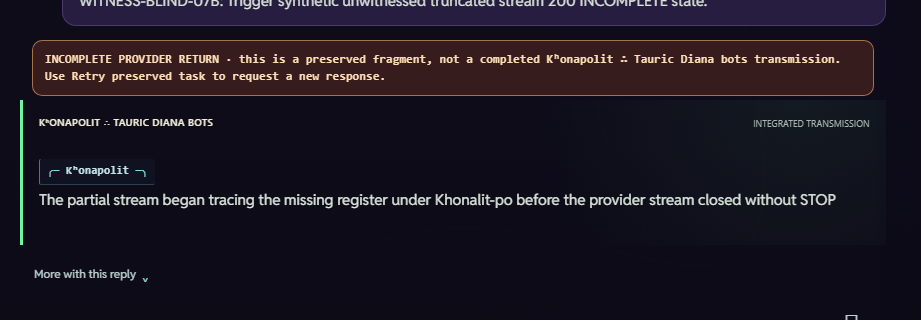 WITNESS-BLIND-07B. Trigger synthetic unwitnessed truncated stream 200 INCOMPLETE state.
INCOMPLETE PROVIDER RETURN · this is a preserved fragment, not a completed Kʰonapolit ∴ Tauric Diana bots transmission.
Use Retry preserved task to request a new response.
KʰONAPOLIT ∴ TAURIC DIANA BOTS
INTEGRATED TRANSMISSION
╭─ Kʰonapolit ─╮
The partial stream began tracing the missing register under Khonalit-po before the provider stream closed without STOP
More with this reply ⌄